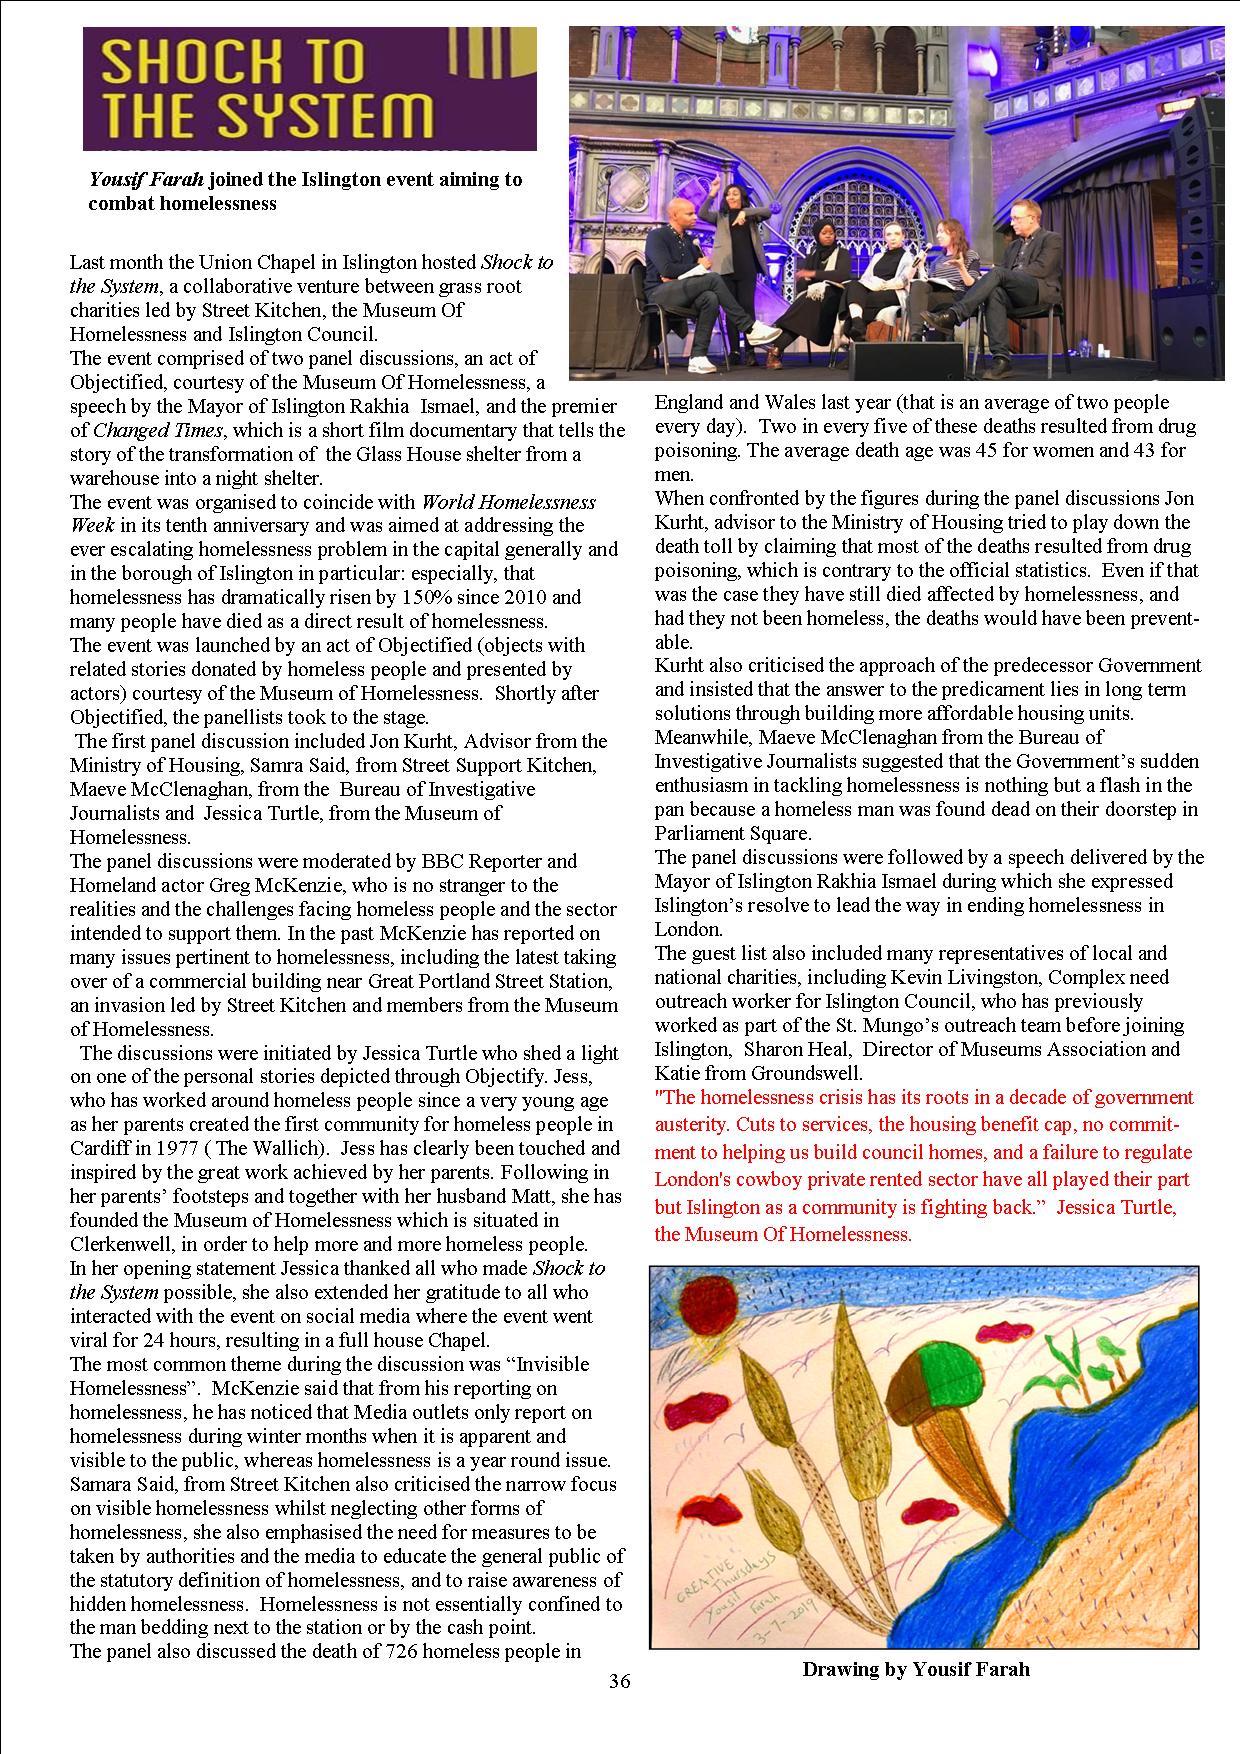 SHOCK TO
THE SYSTEM
Yousif Farah joined the Islington event aiming to
combat homelessness
Last month the Union Chapel in Islington hosted Shock to
the System, a collaborative venture between grass root
charities led by Street Kitchen, the Museum Of
Homelessness and Islington Council.
The event comprised of two panel discussions, an act of
Objectified, courtesy of the Museum Of Homelessness, a
speech by the Mayor of Islington Rakhia  Ismael, and the premier
of Changed Times, which is a short film documentary that tells the
story of the transformation of  the Glass House shelter from a
warehouse into a night shelter.
The event was organised to coincide with World Homelessness
Week in its tenth anniversary and was aimed at addressing the
ever escalating homelessness problem in the capital generally and
in the borough of Islington in particular: especially, that
homelessness has dramatically risen by 150% since 2010 and
many people have died as a direct result of homelessness.
The event was launched by an act of Objectified (objects with
related stories donated by homeless people and presented by
actors) courtesy of the Museum of Homelessness.  Shortly after
Objectified, the panellists took to the stage.
The first panel discussion included Jon Kurht, Advisor from the
Ministry of Housing, Samra Said, from Street Support Kitchen,
Maeve McClenaghan, from the  Bureau of Investigative
Journalists and  Jessica Turtle, from the Museum of
Homelessness.
The panel discussions were moderated by BBC Reporter and
Homeland actor Greg McKenzie, who is no stranger to the
realities and the challenges facing homeless people and the sector
intended to support them. In the past McKenzie has reported on
many issues pertinent to homelessness, including the latest taking
over of a commercial building near Great Portland Street Station,
an invasion led by Street Kitchen and members from the Museum
of Homelessness.
The discussions were initiated by Jessica Turtle who shed a light
on one of the personal stories depicted through Objectify. Jess,
who has worked around homeless people since a very young age
as her parents created the first community for homeless people in
Cardiff in 1977 ( The Wallich).  Jess has clearly been touched and
inspired by the great work achieved by her parents. Following in
her parents’ footsteps and together with her husband Matt, she has
founded the Museum of Homelessness which is situated in
Clerkenwell, in order to help more and more homeless people.
In her opening statement Jessica thanked all who made Shock to
the System possible, she also extended her gratitude to all who
interacted with the event on social media where the event went
viral for 24 hours, resulting in a full house Chapel.
The most common theme during the discussion was “Invisible
Homelessness”.  McKenzie said that from his reporting on
homelessness, he has noticed that Media outlets only report on
homelessness during winter months when it is apparent and
visible to the public, whereas homelessness is a year round issue.
Samara Said, from Street Kitchen also criticised the narrow focus
on visible homelessness whilst neglecting other forms of
homelessness, she also emphasised the need for measures to be
taken by authorities and the media to educate the general public of
the statutory definition of homelessness, and to raise awareness of
hidden homelessness.  Homelessness is not essentially confined to
the man bedding next to the station or by the cash point.
The panel also discussed the death of 726 homeless people in
England and Wales last year (that is an average of two people
every day).  Two in every five of these deaths resulted from drug
poisoning. The average death age was 45 for women and 43 for
men.
When confronted by the figures during the panel discussions Jon
Kurht, advisor to the Ministry of Housing tried to play down the
death toll by claiming that most of the deaths resulted from drug
poisoning, which is contrary to the official statistics.  Even if that
was the case they have still died affected by homelessness, and
had they not been homeless, the deaths would have been prevent-
able.
Kurht also criticised the approach of the predecessor Government
and insisted that the answer to the predicament lies in long term
solutions through building more affordable housing units.
Meanwhile, Maeve McClenaghan from the Bureau of
Investigative Journalists suggested that the Government’s sudden
enthusiasm in tackling homelessness is nothing but a flash in the
pan because a homeless man was found dead on their doorstep in
Parliament Square.
The panel discussions were followed by a speech delivered by the
Mayor of Islington Rakhia Ismael during which she expressed
Islington’s resolve to lead the way in ending homelessness in
London.
The guest list also included many representatives of local and
national charities, including Kevin Livingston, Complex need
outreach worker for Islington Council, who has previously
worked as part of the St. Mungo’s outreach team before joining
Islington,  Sharon Heal,  Director of Museums Association and
Katie from Groundswell.
"The homelessness crisis has its roots in a decade of government
austerity. Cuts to services, the housing benefit cap, no commit-
ment to helping us build council homes, and a failure to regulate
London's cowboy private rented sector have all played their part
but Islington as a community is fighting back.”  Jessica Turtle,
the Museum Of Homelessness.
CREATIVE
Thursdays
Yousif Farah
3-7-2019
Drawing by Yousif Farah
36